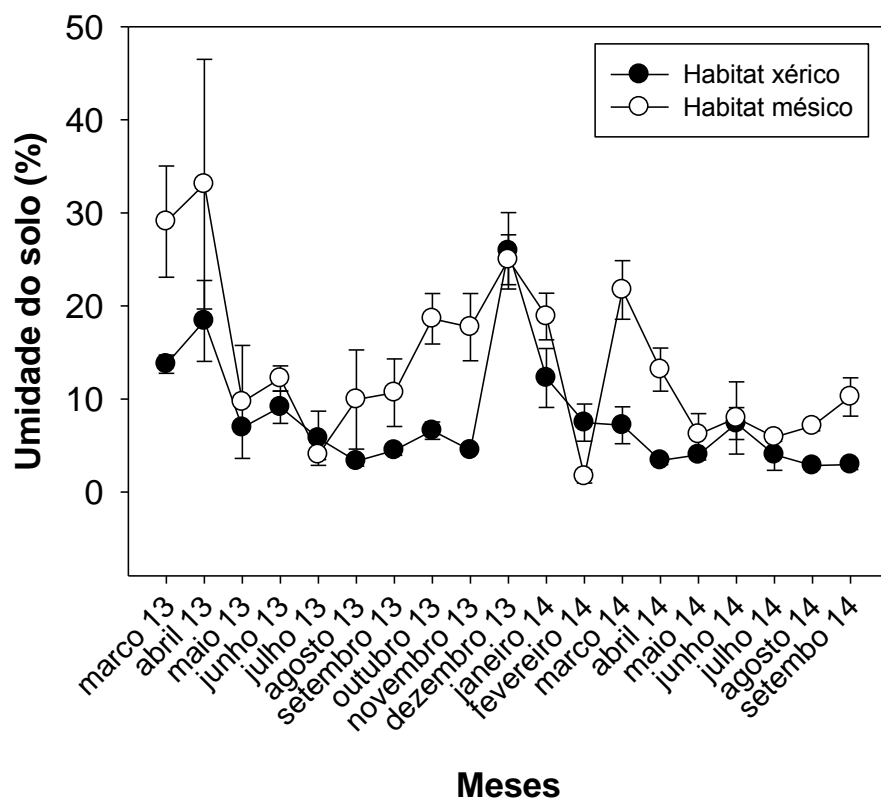 50
40
30
20
10
0
Umidade do solo (%)
Habitat xérico
Habitat mésico
marco 13
abril 13
maio 13
junho 13
julho 13
agosto 13
setembro 13
outubro 13
novembro 13
dezembro 13
janeiro 14
fevereiro 14
marco 14
abril 14
maio 14
junho 14
julho 14
agosto 14
setembo 14
Meses